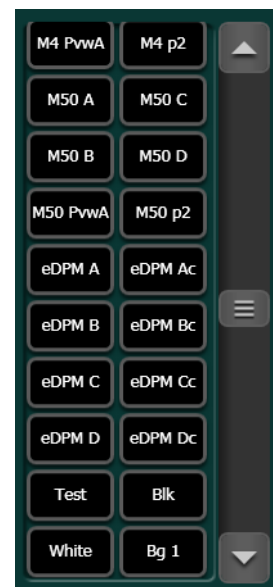 M4 PvwA M4 p2
M50 A M50 C
M50 B M50 D
M50 PvwA M50 p2
eDPM A eDPM Ac
eDPM B eDPM Bc
eDPM C eDPM Cc
eDPM D eDPM Dc
Test Blk
White Bg 1